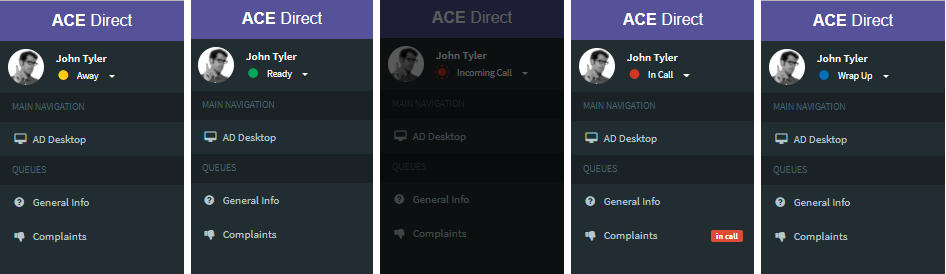 ACE Direct
John Tyler
Away
MAIN NAVIGATION
AD Desktop
QUEUES
General Info
Complaints
ACE Direct
John Tyler
Ready
MAIN NAVIGATION
AD Desktop
QUEUES
General Info
Complaints
ACE Direct
John Tyler
Incoming Call
MAIN NAVIGATION
AD Desktop
QUEUES
General Info
Complaints
ACE Direct
John Tyler
In Call
MAIN NAVIGATION
AD Desktop
QUEUES
General Info
Complaints in call
ACE Direct
John Tyler
Wrap Up
MAIN NAVIGATION
AD Desktop
QUEUES
General Info
Complaints